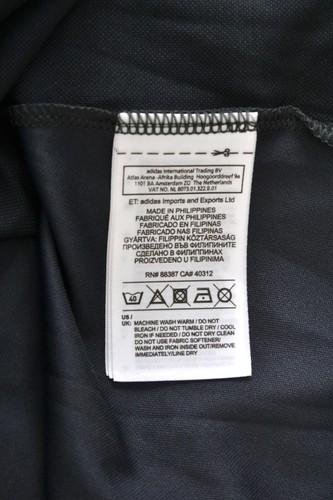 adidas International Trading BV
Atlas Arena -Afrika Building Hoogoorddreef 9a
1101 BA Amsterdam ZO The Netherlands
VAT NO. NL 8073.01.322.B.01
ET: adidas Imports and Exports Ltd
MADE IN PHILIPPINES
FABRIQUÉ AUX PHILIPPINES
FABRICADO EN FILIPINAS
FABRICADO NAS FILIPINAS
GYÁRTVA: FILIPPIN KÖZTÁRSASÁG
ПРОИЗВЕДЕНО ВЪВ ФИЛИПИНИТЕ
СДЕЛАНО В ФИЛИППИНАХ
PROIZVEDENO U FILIPINIMA
RN# 88387 CA# 40312
40
US /
UK: MACHINE WASH WARM / DO NOT
BLEACH / DO NOT TUMBLE DRY / COOL
IRON IF NEEDED / DO NOT DRY CLEAN
DO NOT USE FABRIC SOFTENER/
WASH AND IRON INSIDE OUT/REMOVE
IMMEDIATELY/LINE DRY